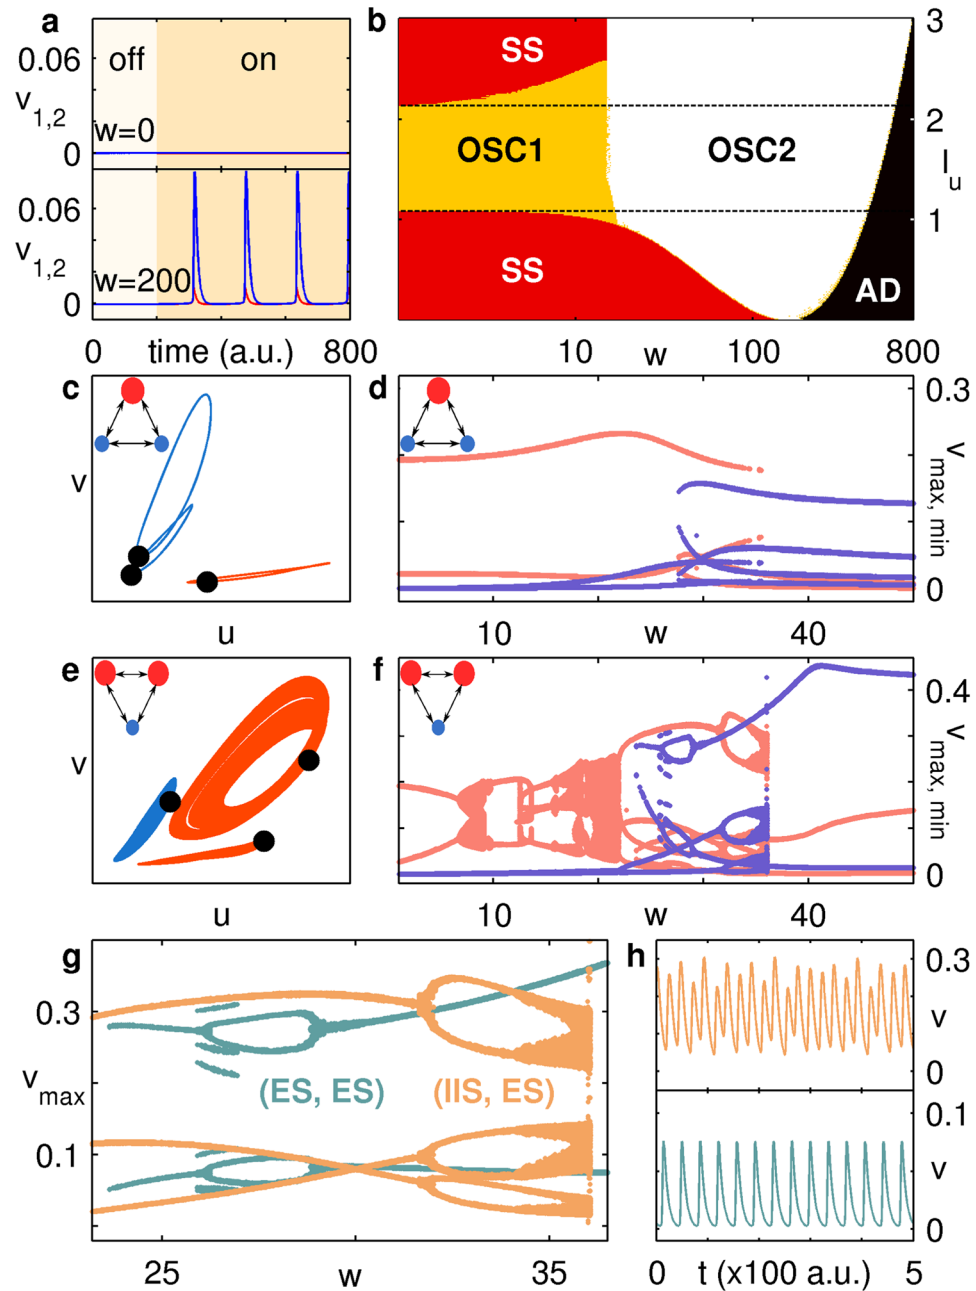 a
off on
0.06
v1,2
w=0
0
0.06
v1,2
w=200
0
0 time (a.u.) 800
b
SS
OSC1
OSC2
SS
AD
3
2
Iu
1
10 w 100 800
c
v
u
d
0.3
vmax, min
0
10 w 40
e
v
u
f
0.4
vmax, min
0
10 w 40
g
0.3
vmax
0.1
(ES, ES) (IIS, ES)
25 w 35
h
0.3
v
0
0.1
v
0
0 t (x100 a.u.) 5